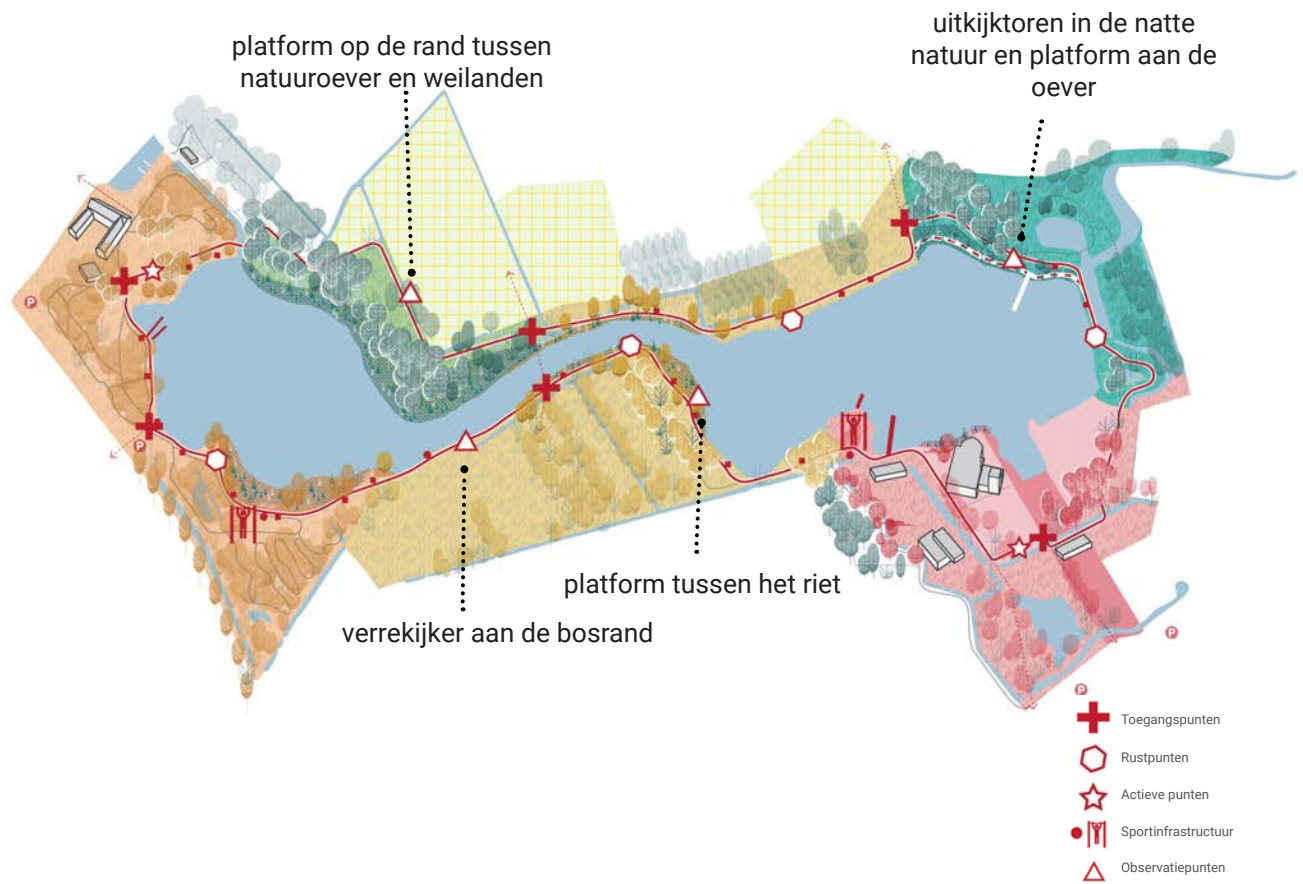 platform op de rand tussen
natuuroever en weilanden
uitkijktoren in de natte
natuur en platform aan de
oever
P
P
platform tussen het riet
verrekijker aan de bosrand
P
P
Toegangspunten
Rustpunten
Actieve punten
Sportinfrastructuur
Observatiepunten